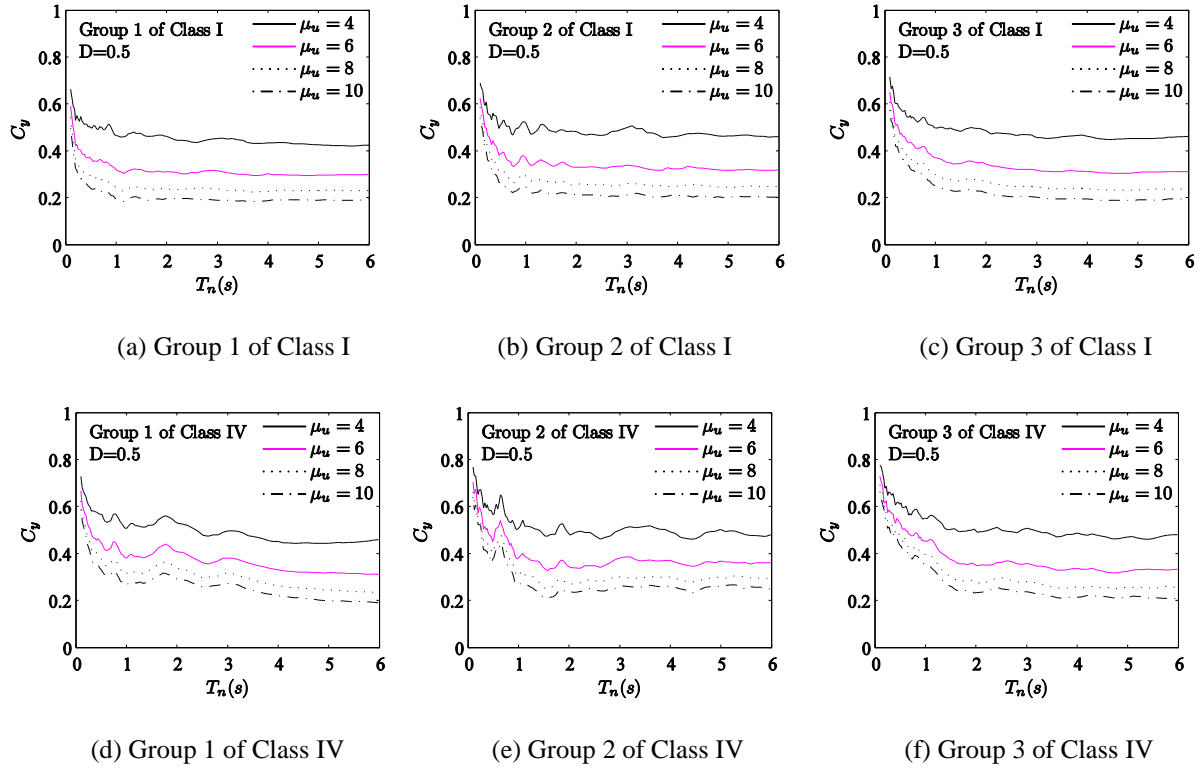 Group 1 of Class I
D=0.5
μu = 4
μu = 6
μu = 8
μu = 10
1
0.8
0.6
0.4
0.2
0
Cy
0 1 2 3 4 5 6
Tn(s)
(a) Group 1 of Class I
Group 2 of Class I
D=0.5
μu = 4
μu = 6
μu = 8
μu = 10
1
0.8
0.6
0.4
0.2
0
Cy
0 1 2 3 4 5 6
Tn(s)
(b) Group 2 of Class I
Group 3 of Class I
D=0.5
μu = 4
μu = 6
μu = 8
μu = 10
1
0.8
0.6
0.4
0.2
0
Cy
0 1 2 3 4 5 6
Tn(s)
(c) Group 3 of Class I
Group 1 of Class IV
D=0.5
μu = 4
μu = 6
μu = 8
μu = 10
1
0.8
0.6
0.4
0.2
0
Cy
0 1 2 3 4 5 6
Tn(s)
(d) Group 1 of Class IV
Group 2 of Class IV
D=0.5
μu = 4
μu = 6
μu = 8
μu = 10
1
0.8
0.6
0.4
0.2
0
Cy
0 1 2 3 4 5 6
Tn(s)
(e) Group 2 of Class IV
Group 3 of Class IV
D=0.5
μu = 4
μu = 6
μu = 8
μu = 10
1
0.8
0.6
0.4
0.2
0
Cy
0 1 2 3 4 5 6
Tn(s)
(f) Group 3 of Class IV